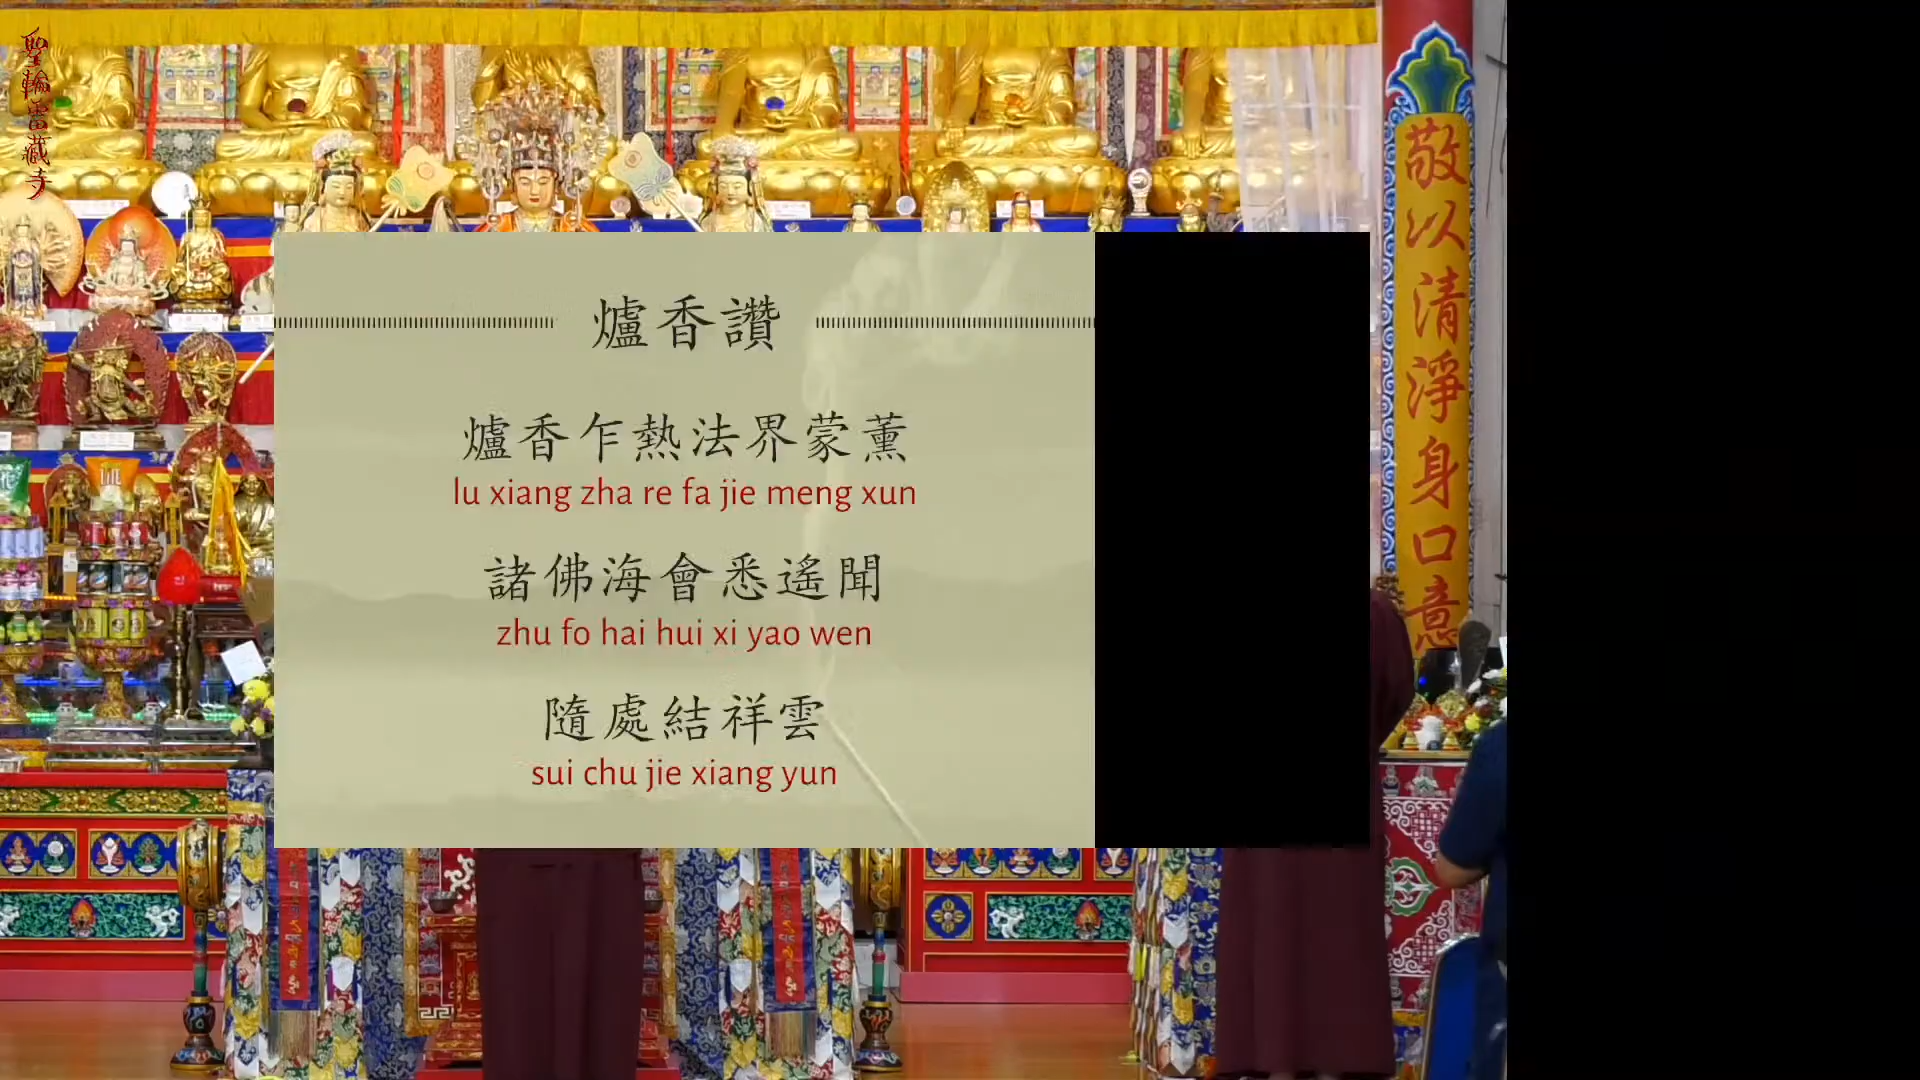 聖輪雷藏寺
敬以清淨身口意
爐香讚
爐香乍熱法界蒙薰
lu xiang zha re fa jie meng xun
諸佛海會悉遙聞
zhu fo hai hui xi yao wen
隨處結祥雲
sui chu jie xiang yun